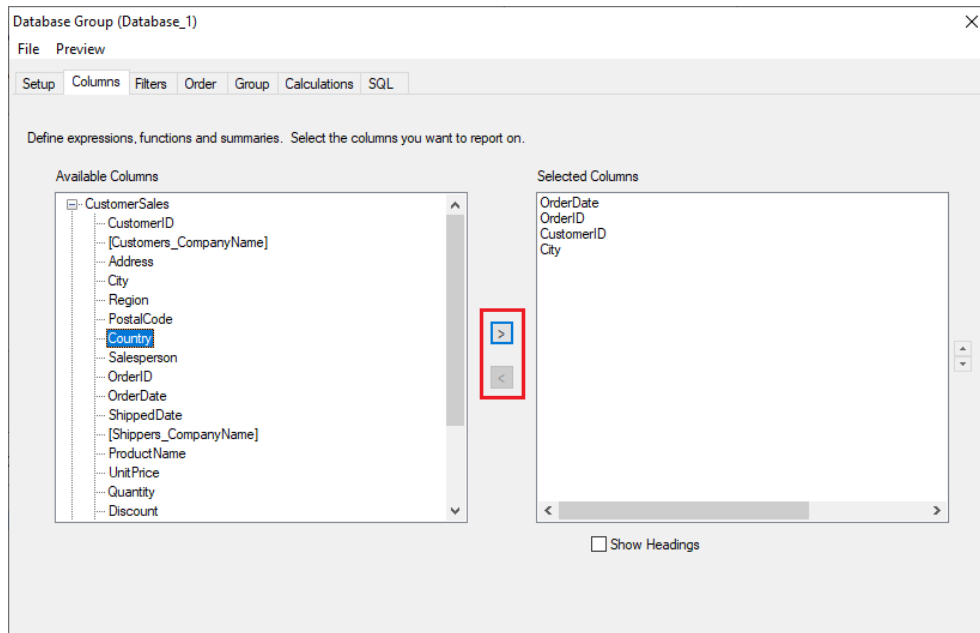 Database Group (Database_1)
File Preview
Setup Columns Filters Order Group Calculations SQL
Define expressions, functions and summaries. Select the columns you want to report on.
Available Columns
CustomerSales
CustomerID
[Customers_CompanyName]
Address
City
Region
PostalCode
Country
Salesperson
OrderID
OrderDate
ShippedDate
[Shippers_CompanyName]
ProductName
UnitPrice
Quantity
Discount
>
<
Selected Columns
OrderDate
OrderID
CustomerID
City
Show Headings